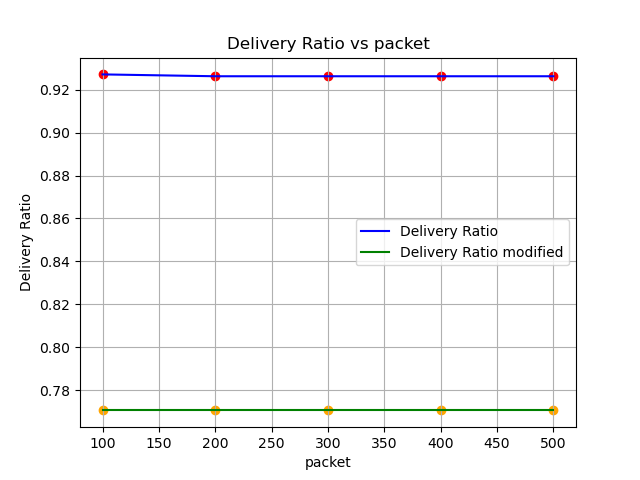 Delivery Ratio vs packet
0.92
0.90
0.88
0.86
0.84
0.82
0.80
0.78
Delivery Ratio
Delivery Ratio
Delivery Ratio modified
100 150 200 250 300 350 400 450 500
packet